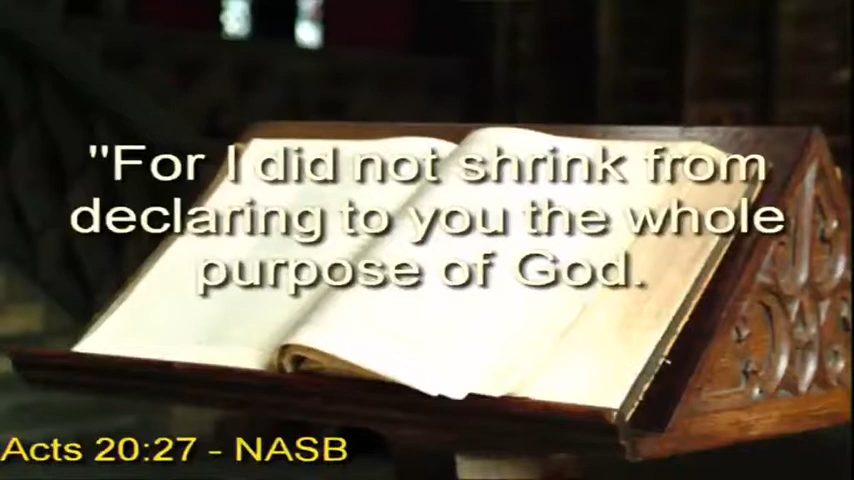 "For I did not shrink from
declaring to you the whole
purpose of God.
Acts 20:27 - NASB